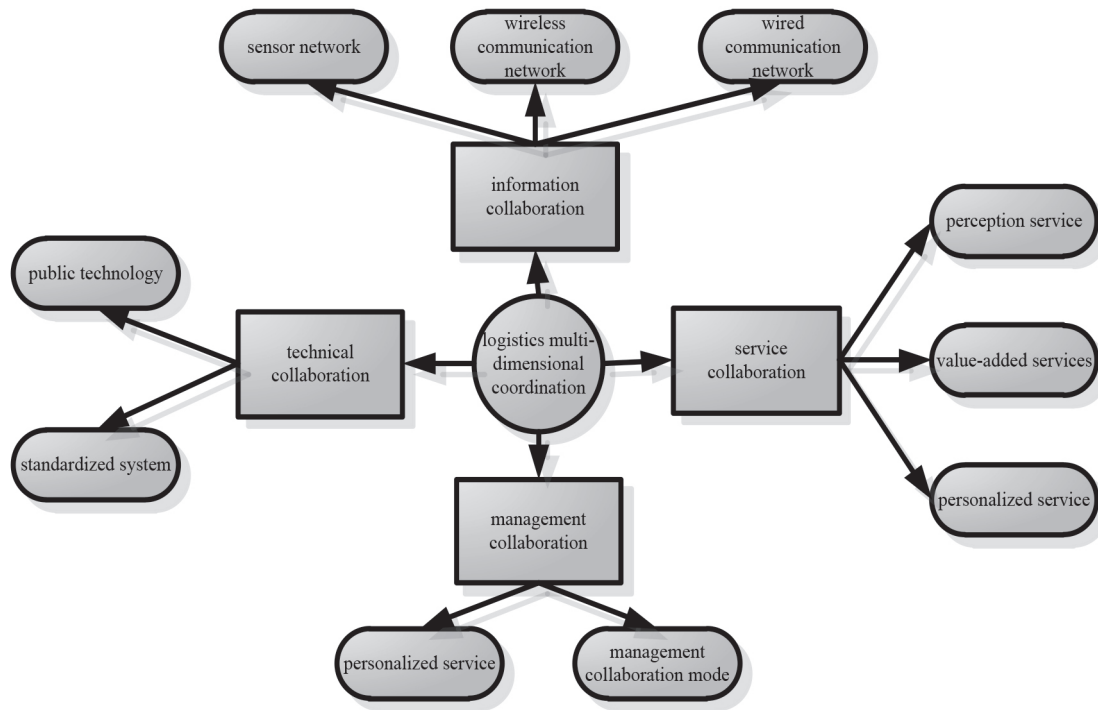 sensor network
wireless
communication
network
wired
communication
network
information
collaboration
perception service
public technology
technical
collaboration
logistics multi-
dimensional
coordination
service
collaboration
value-added services
standardized system
personalized service
management
collaboration
personalized service
management
collaboration mode